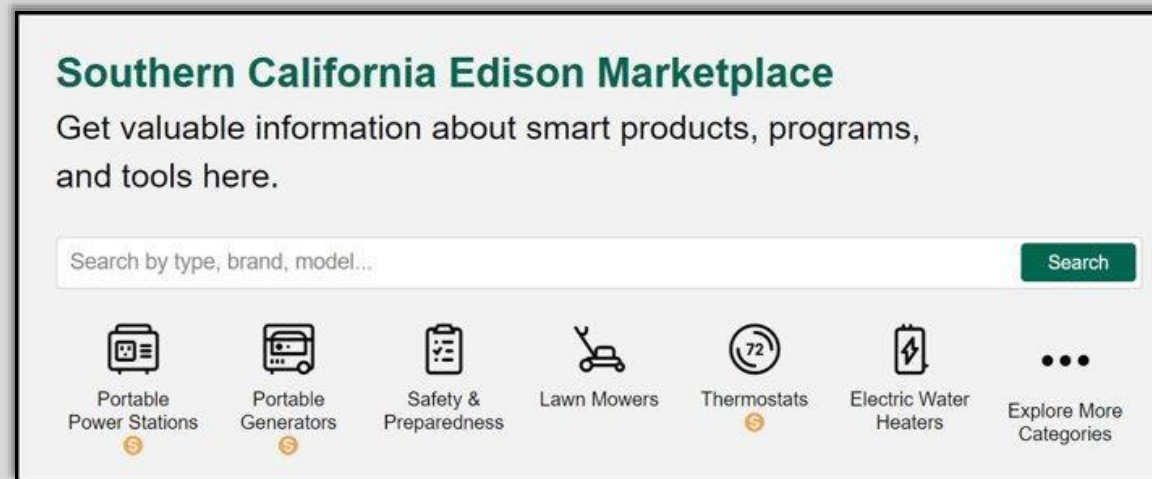 Southern California Edison Marketplace
Get valuable information about smart products, programs,
and tools here.
Search by type, brand, model...
Search
Portable
Power Stations
S
Portable
Generators
S
Safety &
Preparedness
Lawn Mowers
72
Thermostats
S
Electric Water
Heaters
Explore More
Categories